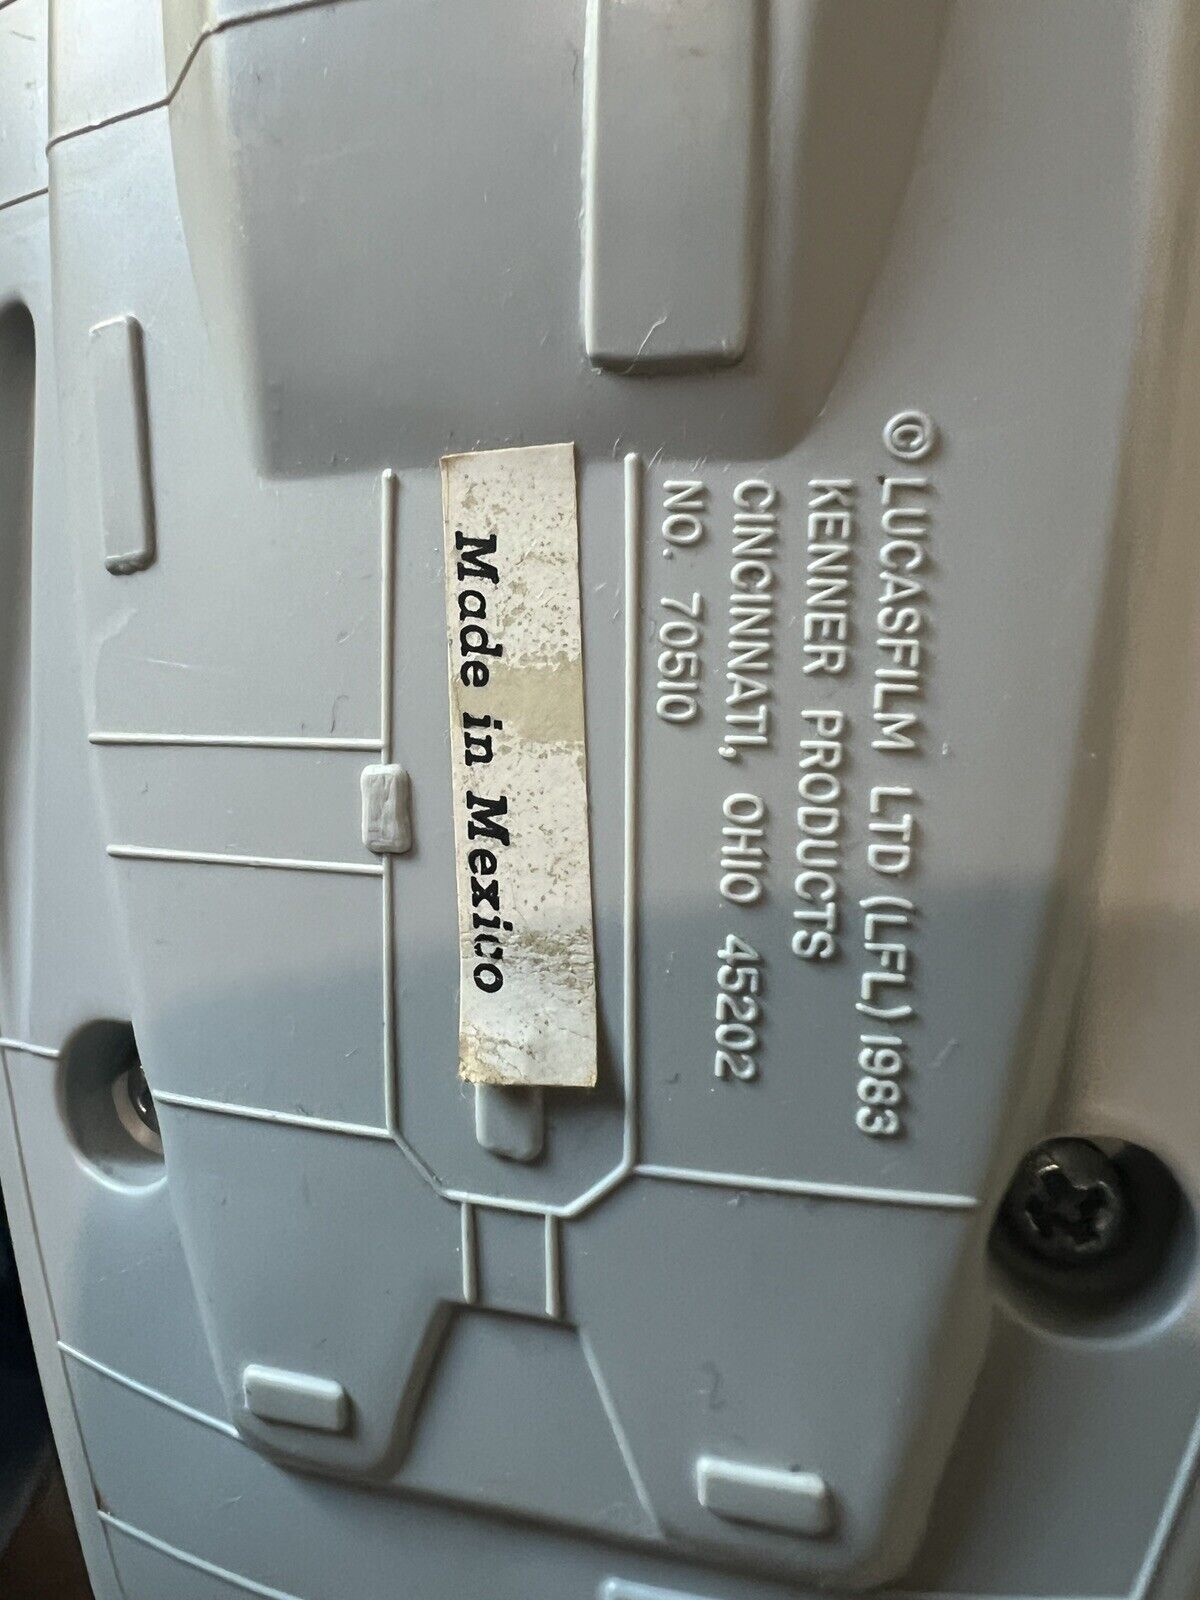 © LUCASFILM LTD (LFL) 1983
KENNER PRODUCTS
CINCINNATI, OHIO 45202
NO. 70510
Made in Mexico